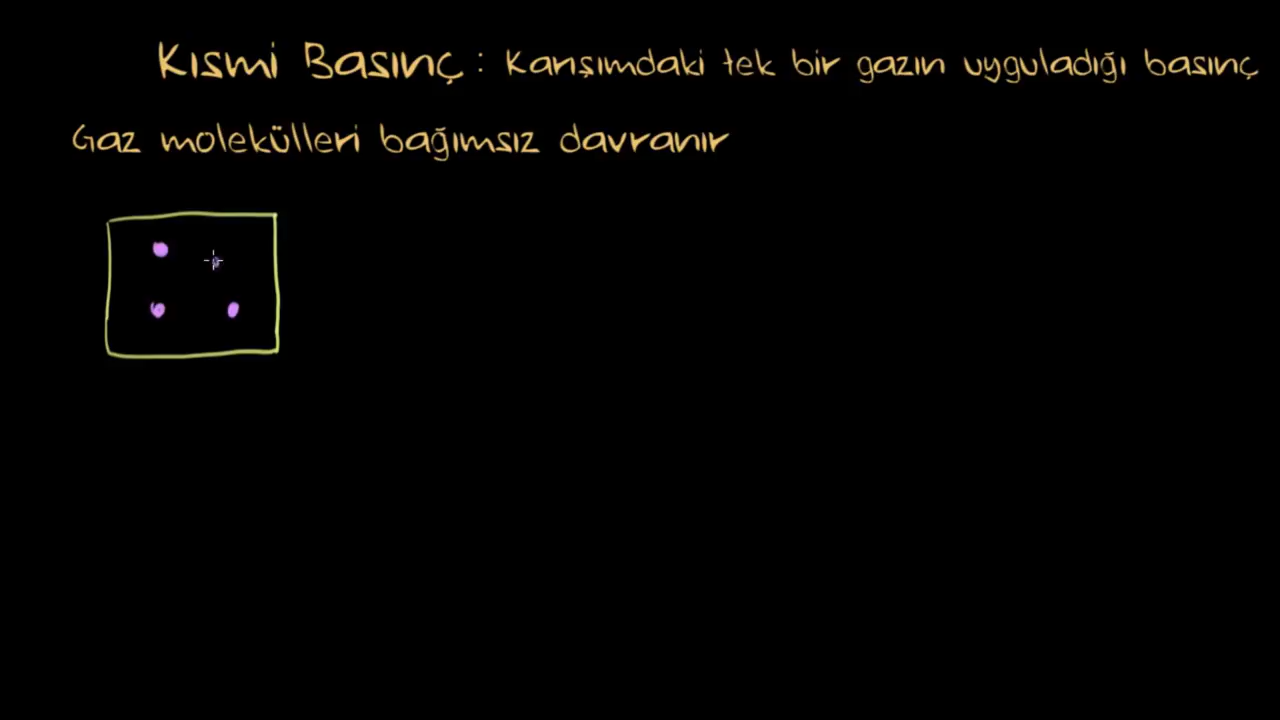 Kısmi Basınç : Karışımdaki tek bir gazın uyguladığı basınç
Gaz molekülleri bağımsız davranır